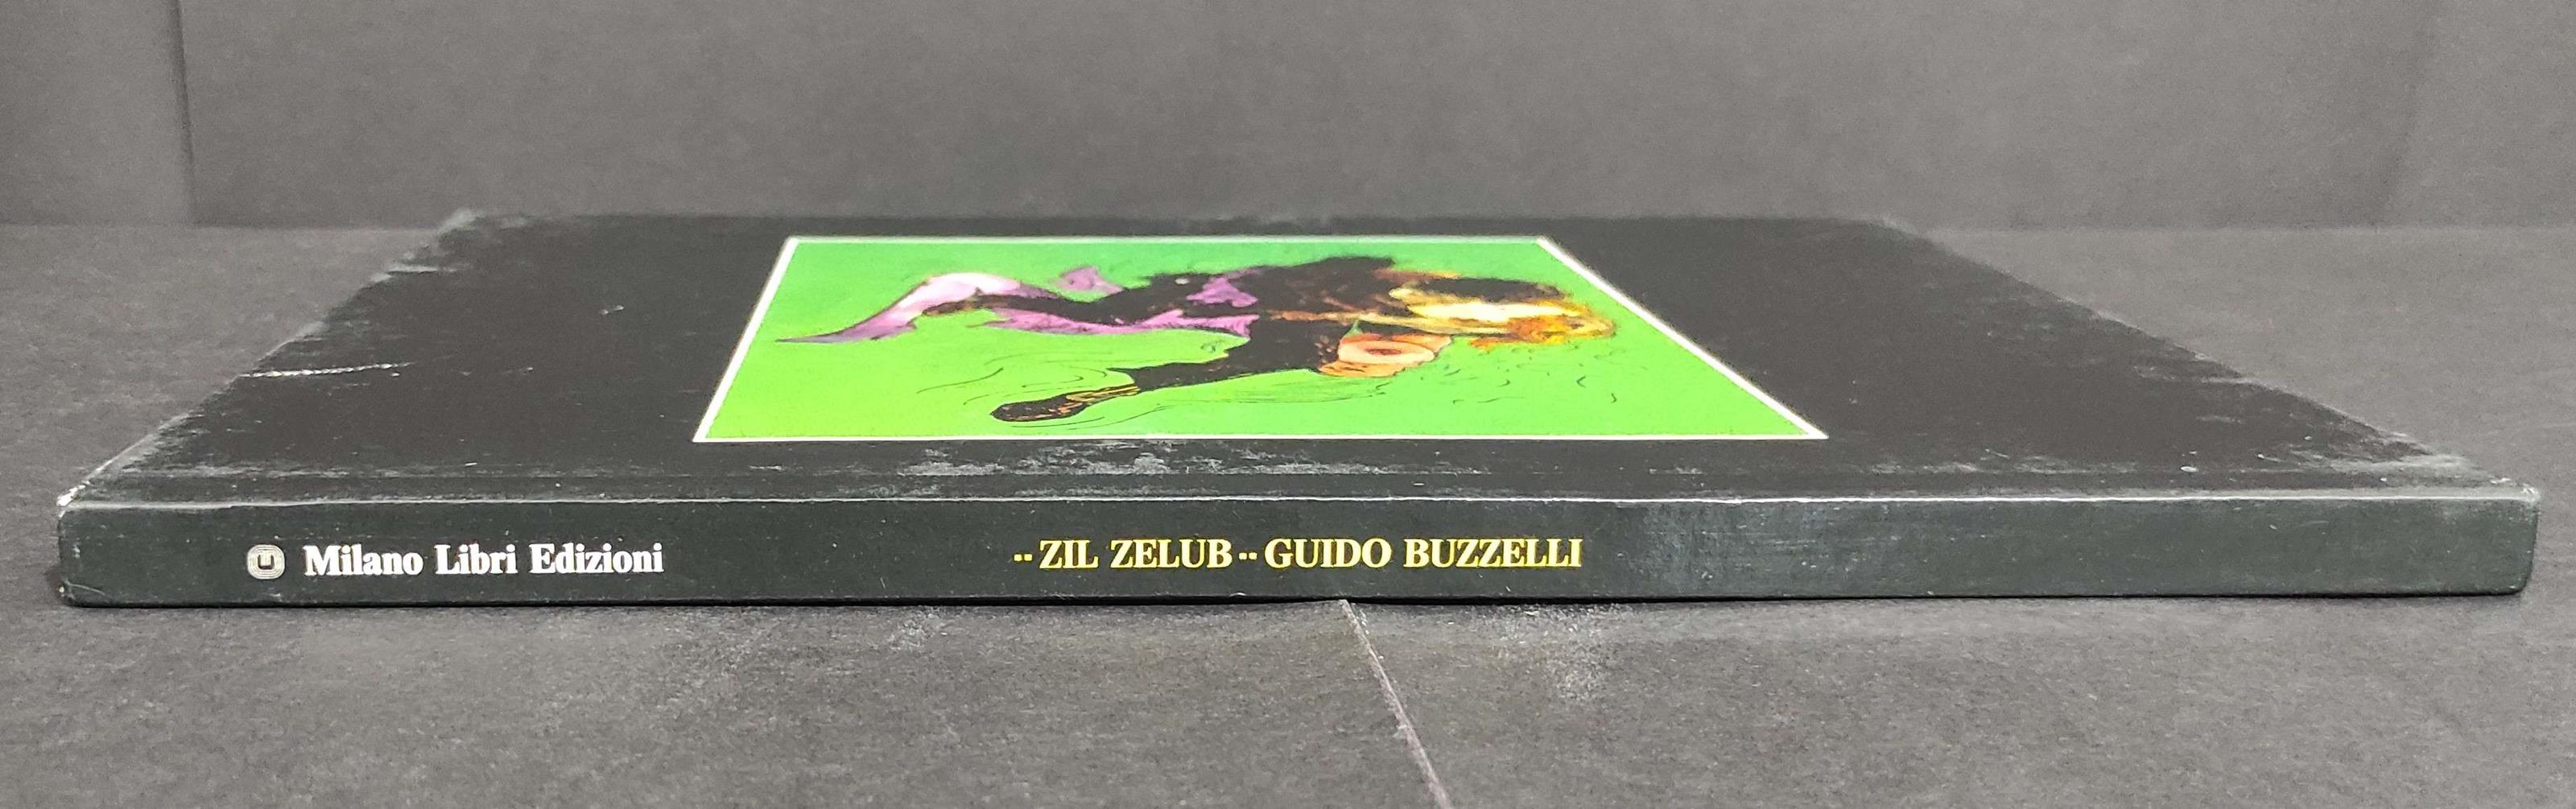 Milano Libri Edizioni
·· ZIL ZELUB ·· GUIDO BUZZELLI